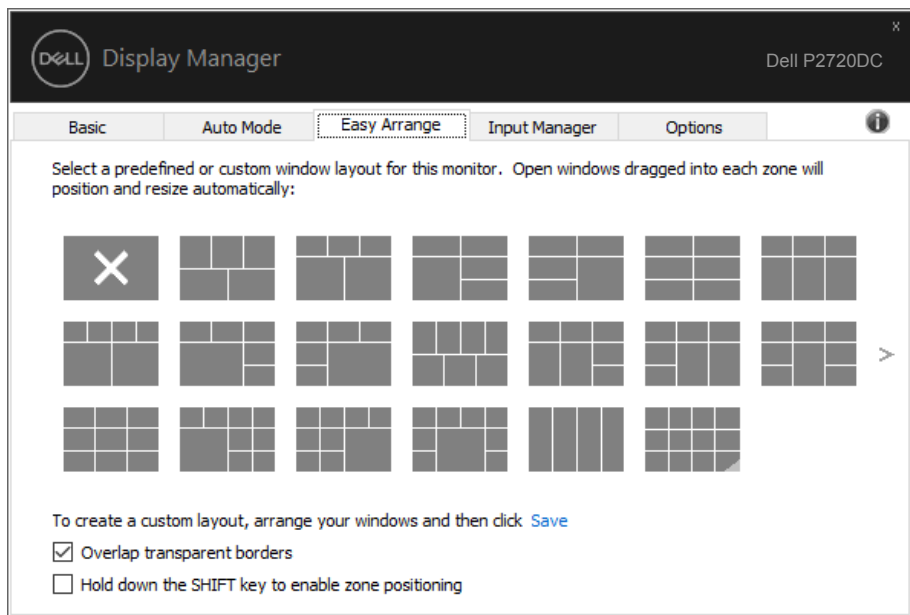 x
DELL Display Manager
Dell P2720DC
Basic Auto Mode Easy Arrange Input Manager Options
Select a predefined or custom window layout for this monitor.  Open windows dragged into each zone will
position and resize automatically:
>
To create a custom layout, arrange your windows and then click Save
Overlap transparent borders
Hold down the SHIFT key to enable zone positioning